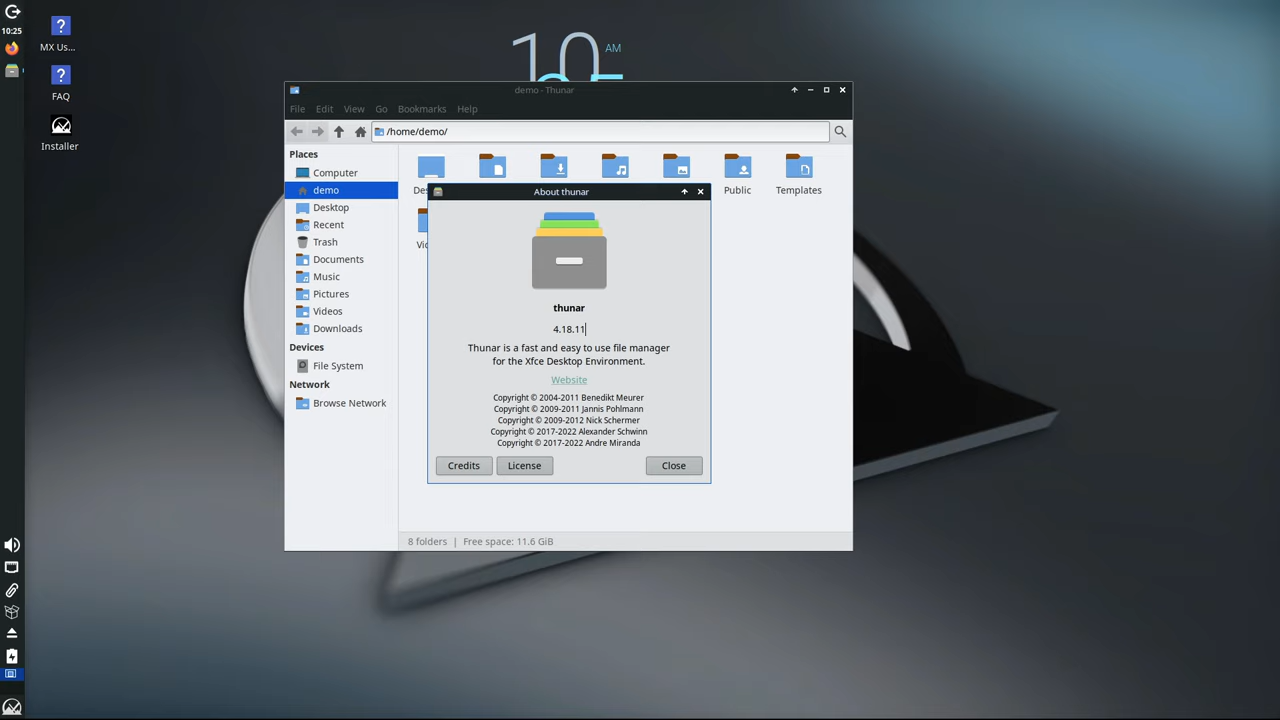 10:25
MX Us...
FAQ
Installer
10 AM
demo - Thunar
File Edit View Go Bookmarks Help
/home/demo/
Places
Computer
demo
Desktop
Recent
Trash
Documents
Music
Pictures
Videos
Downloads
Devices
File System
Network
Browse Network
Public
Templates
About thunar
thunar
4.18.11
Thunar is a fast and easy to use file manager
for the Xfce Desktop Environment.
Website
Copyright © 2004-2011 Benedikt Meurer
Copyright © 2009-2011 Jannis Pohlmann
Copyright © 2009-2012 Nick Schermer
Copyright © 2017-2022 Alexander Schwinn
Copyright © 2017-2022 Andre Miranda
Credits License Close
8 folders | Free space: 11.6 GiB